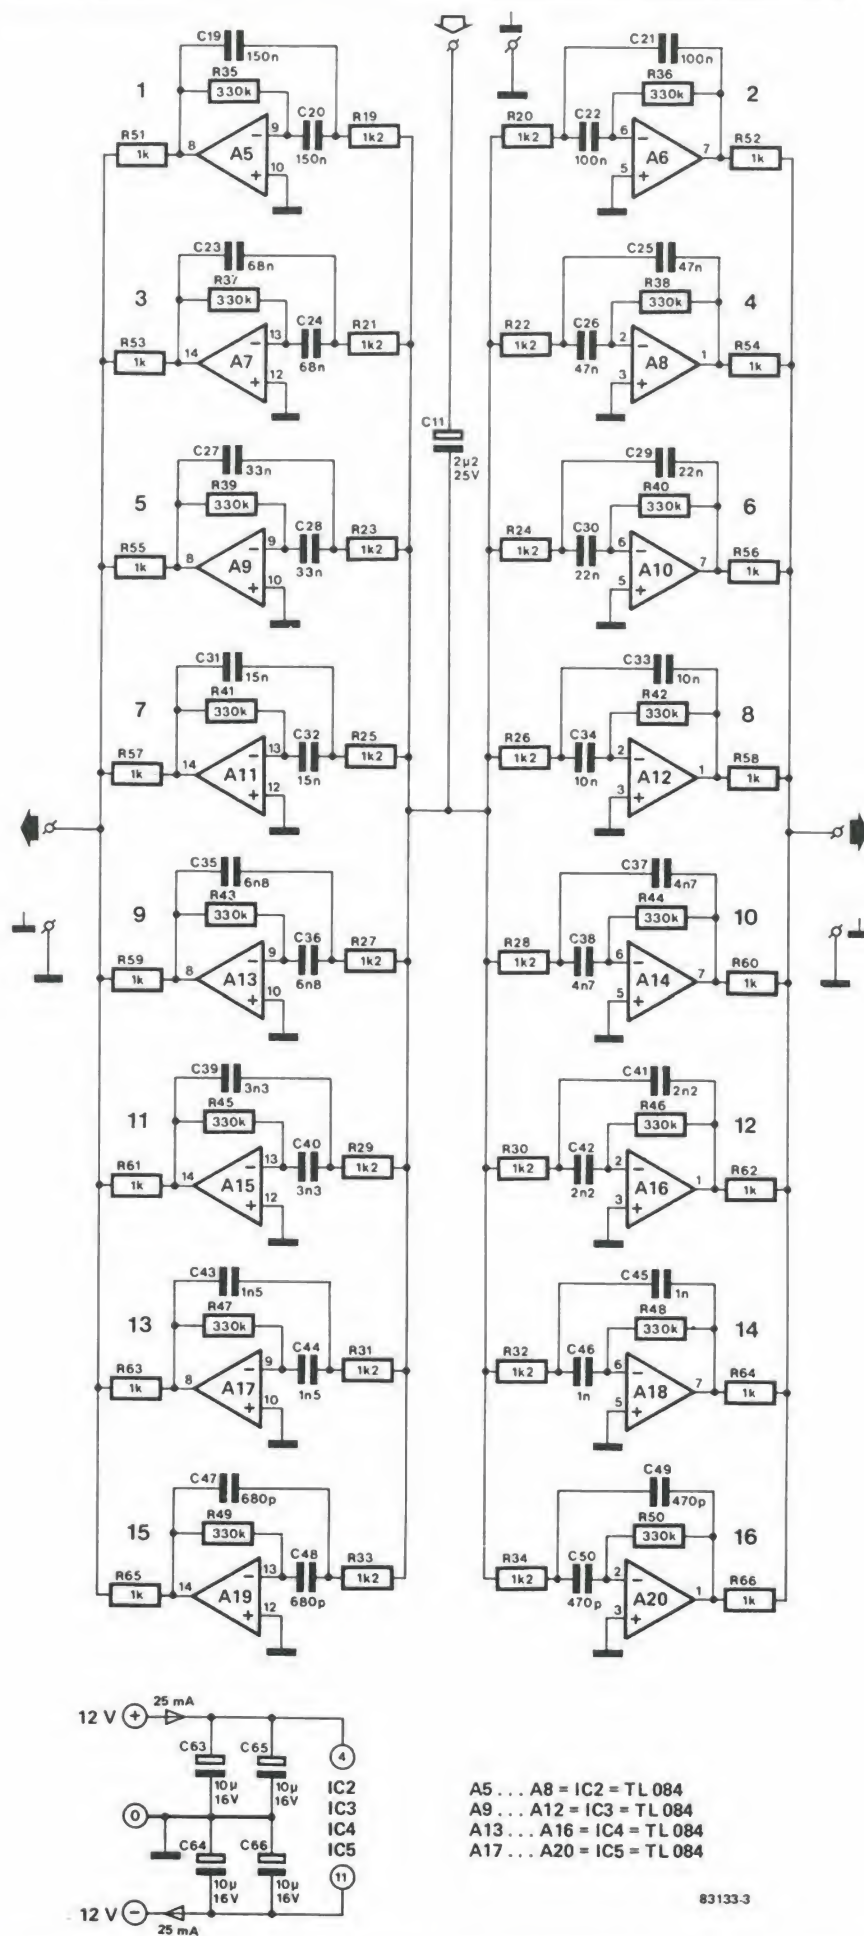 C19
150n
R35
330k
1
R51
1k
8
A5
9
10
C20
150n
R19
1k2
C21
100n
R36
330k
2
R20
1k2
C22
100n
6
5
A6
7
R52
1k
C23
68n
R37
330k
3
R53
1k
14
A7
13
12
C24
68n
R21
1k2
C25
47n
R38
330k
4
R22
1k2
C26
47n
2
3
A8
1
R54
1k
C11
2µ2
25V
C27
33n
R39
330k
5
R55
1k
8
A9
9
10
C28
33n
R23
1k2
C29
22n
R40
330k
6
R24
1k2
C30
22n
6
5
A10
7
R56
1k
C31
15n
R41
330k
7
R57
1k
14
A11
13
12
C32
15n
R25
1k2
C33
10n
R42
330k
8
R26
1k2
C34
10n
2
3
A12
1
R58
1k
C35
6n8
R43
330k
9
R59
1k
8
A13
9
10
C36
6n8
R27
1k2
C37
4n7
R44
330k
10
R28
1k2
C38
4n7
6
5
A14
7
R60
1k
C39
3n3
R45
330k
11
R61
1k
14
A15
13
12
C40
3n3
R29
1k2
C41
2n2
R46
330k
12
R30
1k2
C42
2n2
2
3
A16
1
R62
1k
C43
1n5
R47
330k
13
R63
1k
8
A17
9
10
C44
1n5
R31
1k2
C45
1n
R48
330k
14
R32
1k2
C46
1n
6
5
A18
7
R64
1k
C47
680p
R49
330k
15
R65
1k
14
A19
13
12
C48
680p
R33
1k2
C49
470p
R50
330k
16
R34
1k2
C50
470p
2
3
A20
1
R66
1k
12 V + 25 mA
C63
10µ
16V
C65
10µ
16V
4
IC2
IC3
IC4
IC5
11
0
C64
10µ
16V
C66
10µ
16V
12 V − 25 mA
A5 . . . A8 = IC2 = TL 084
A9 . . . A12 = IC3 = TL 084
A13 . . . A16 = IC4 = TL 084
A17 . . . A20 = IC5 = TL 084
83133-3